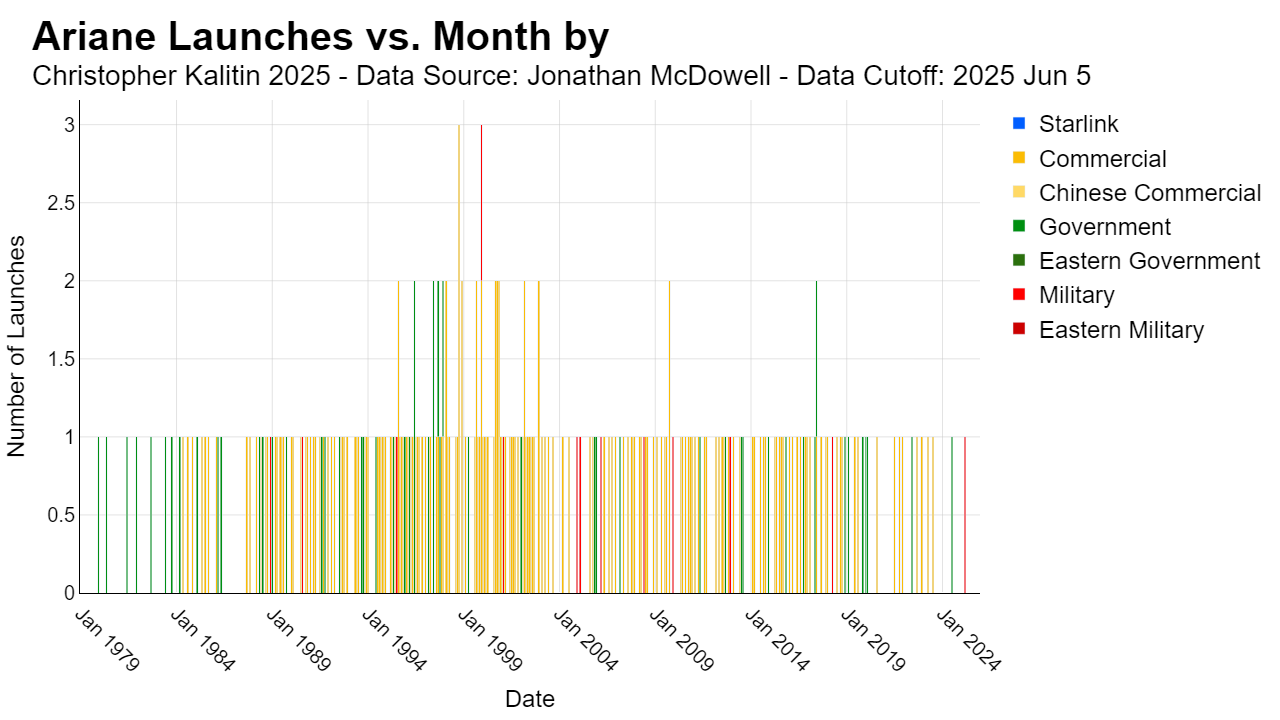 Ariane Launches vs. Month by
Christopher Kalitin 2025 - Data Source: Jonathan McDowell - Data Cutoff: 2025 Jun 5
Number of Launches
3
2.5
2
1.5
1
0.5
0
Jan 1979
Jan 1984
Jan 1989
Jan 1994
Jan 1999
Jan 2004
Jan 2009
Jan 2014
Jan 2019
Jan 2024
Date
Starlink
Commercial
Chinese Commercial
Government
Eastern Government
Military
Eastern Military